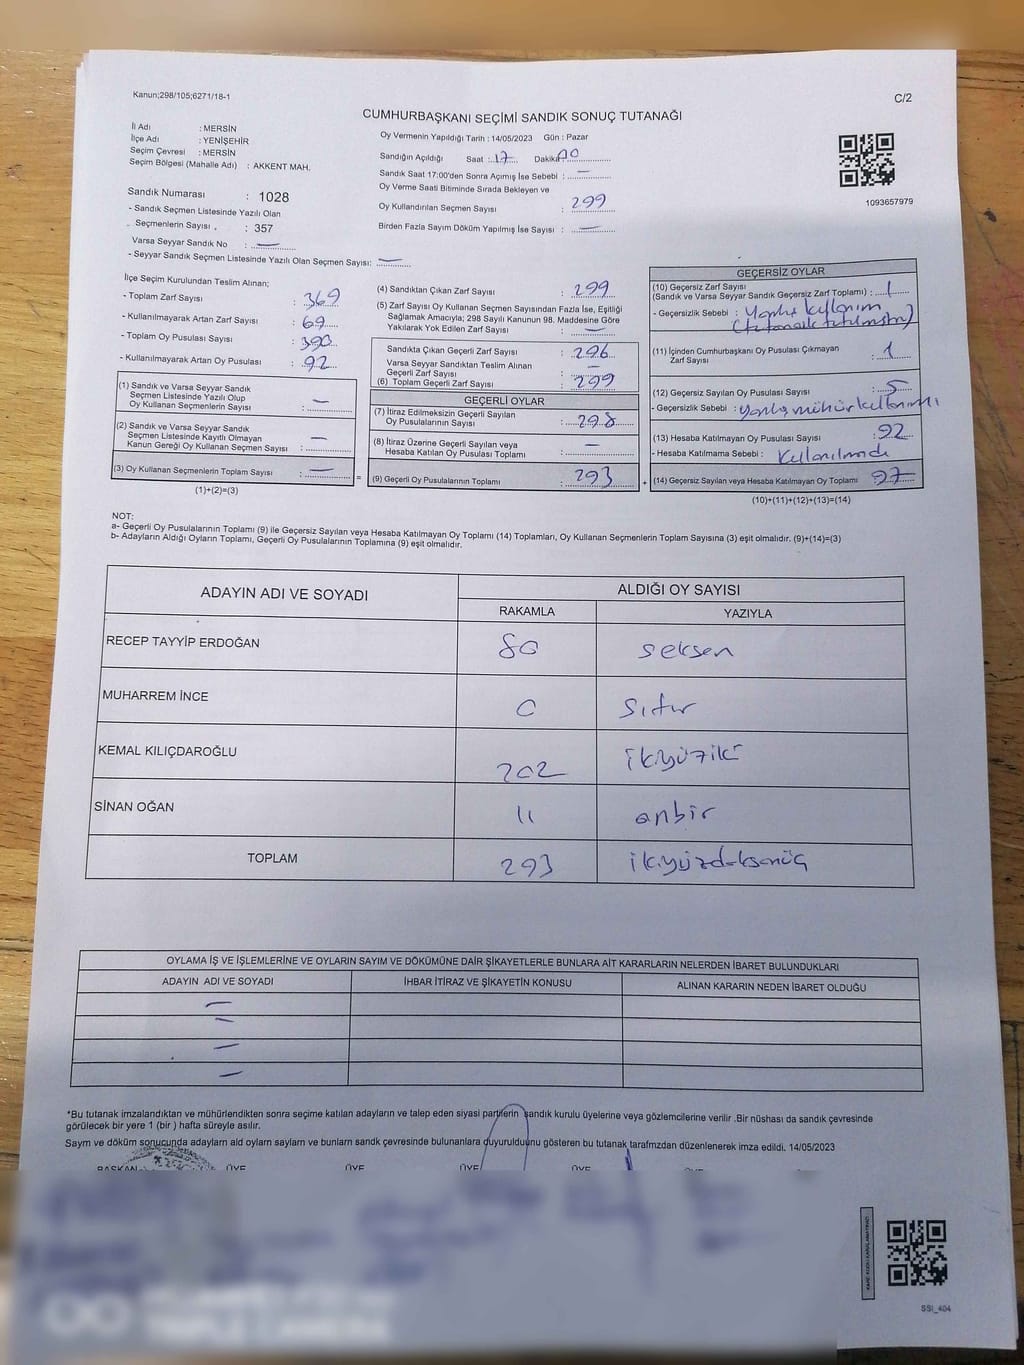 Kanun;298/105;6271/18-1
C/2
CUMHURBAŞKANI SEÇİMİ SANDIK SONUÇ TUTANAĞI
İl Adı : MERSİN
İlçe Adı : YENİŞEHİR
Seçim Çevresi : MERSİN
Seçim Bölgesi (Mahalle Adı) : AKKENT MAH.
Sandık Numarası : 1028
- Sandık Seçmen Listesinde Yazılı Olan
Seçmenlerin Sayısı : 357
Varsa Seyyar Sandık No : —
- Seyyar Sandık Seçmen Listesinde Yazılı Olan Seçmen Sayısı: —
Oy Vermenin Yapıldığı Tarih : 14/05/2023 Gün : Pazar
Sandığın Açıldığı Saat : 17 Dakika
Sandık Saat 17:00'den Sonra Açımış İse Sebebi : —
Oy Verme Saati Bitiminde Sırada Bekleyen ve
Oy Kullandırılan Seçmen Sayısı : 299
Birden Fazla Sayım Döküm Yapılmış İse Sayısı : —
1093657979
İlçe Seçim Kurulundan Teslim Alınan;
- Toplam Zarf Sayısı : 369
- Kullanılmayarak Artan Zarf Sayısı : 69
- Toplam Oy Pusulası Sayısı : 390
- Kullanılmayarak Artan Oy Pusulası : 92
(1) Sandık ve Varsa Seyyar Sandık
Seçmen Listesinde Yazılı Olup
Oy Kullanan Seçmenlerin Sayısı : —
(2) Sandık ve Varsa Seyyar Sandık
Seçmen Listesinde Kayıtlı Olmayan
Kanun Gereği Oy Kullanan Seçmen Sayısı : —
(3) Oy Kullanan Seçmenlerin Toplam Sayısı : —
(1)+(2)=(3)
=
(4) Sandıktan Çıkan Zarf Sayısı : 299
(5) Zarf Sayısı Oy Kullanan Seçmen Sayısından Fazla İse, Eşitliği
Sağlamak Amacıyla; 298 Sayılı Kanunun 98. Maddesine Göre
Yakılarak Yok Edilen Zarf Sayısı : —
Sandıkta Çıkan Geçerli Zarf Sayısı : 296
Varsa Seyyar Sandıktan Teslim Alınan
Geçerli Zarf Sayısı : —
(6) Toplam Geçerli Zarf Sayısı : 299
GEÇERLİ OYLAR
(7) İtiraz Edilmeksizin Geçerli Sayılan
Oy Pusulalarının Sayısı : 298
(8) İtiraz Üzerine Geçerli Sayılan veya
Hesaba Katılan Oy Pusulası Toplamı : —
(9) Geçerli Oy Pusulalarının Toplamı : 293
+
GEÇERSİZ OYLAR
(10) Geçersiz Zarf Sayısı
(Sandık ve Varsa Seyyar Sandık Geçersiz Zarf Toplamı) : 1
- Geçersizlik Sebebi : Yanlış kullanım
(tutanak tutulmuştur)
(11) İçinden Cumhurbaşkanı Oy Pusulası Çıkmayan
Zarf Sayısı : 1
(12) Geçersiz Sayılan Oy Pusulası Sayısı : 5
- Geçersizlik Sebebi : yanlış mühür kullanımı
(13) Hesaba Katılmayan Oy Pusulası Sayısı : 92
- Hesaba Katılmama Sebebi : Kullanılmadı
(14) Geçersiz Sayılan veya Hesaba Katılmayan Oy Toplamı 97
(10)+(11)+(12)+(13)=(14)
NOT:
a- Geçerli Oy Pusulalarının Toplamı (9) ile Geçersiz Sayılan veya Hesaba Katılmayan Oy Toplamı (14) Toplamları, Oy Kullanan Seçmenlerin Toplam Sayısına (3) eşit olmalıdır. (9)+(14)=(3)
b- Adayların Aldığı Oyların Toplamı, Geçerli Oy Pusulalarının Toplamına (9) eşit olmalıdır.
ADAYIN ADI VE SOYADI ALDIĞI OY SAYISI
RAKAMLA YAZIYLA
RECEP TAYYİP ERDOĞAN 80 seksen
MUHARREM İNCE 0 Sıfır
KEMAL KILIÇDAROĞLU 202 ikiyüziki
SİNAN OĞAN 11 onbir
TOPLAM 293 ikiyüzdoksanüç
OYLAMA İŞ VE İŞLEMLERİNE VE OYLARIN SAYIM VE DÖKÜMÜNE DAİR ŞİKAYETLERLE BUNLARA AİT KARARLARIN NELERDEN İBARET BULUNDUKLARI
ADAYIN ADI VE SOYADI İHBAR İTİRAZ VE ŞİKAYETİN KONUSU ALINAN KARARIN NEDEN İBARET OLDUĞU
—
—
—
—
*Bu tutanak imzalandıktan ve mühürlendikten sonra seçime katılan adayların ve talep eden siyasi partilerin sandık kurulu üyelerine veya gözlemcilerine verilir .Bir nüshası da sandık çevresinde
görülecek bir yere 1 (bir ) hafta süreyle asılır.
Sayım ve döküm sonucunda adayların ald oyların sayların ve bunların sandık çevresinde bulunanlara duyurulduunu gösteren bu tutanak tarafmzdan düzenlenerek imza edildi. 14/05/2023
BAŞKAN ÜYE ÜYE ÜYE ÜYE ÜYE
SSI_404